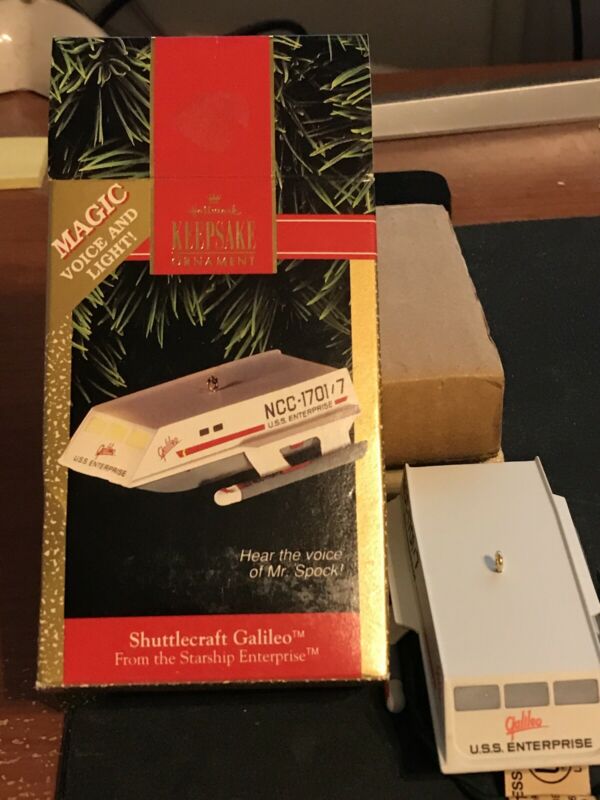 MAGIC
VOICE AND
LIGHT!
Hallmark
KEEPSAKE
ORNAMENT
NCC-1701/7
U.S.S. ENTERPRISE
Galileo
Galileo
U.S.S. ENTERPRISE
Hear the voice
of Mr. Spock!
Shuttlecraft Galileo™
From the Starship Enterprise™
Galileo
U.S.S. ENTERPRISE